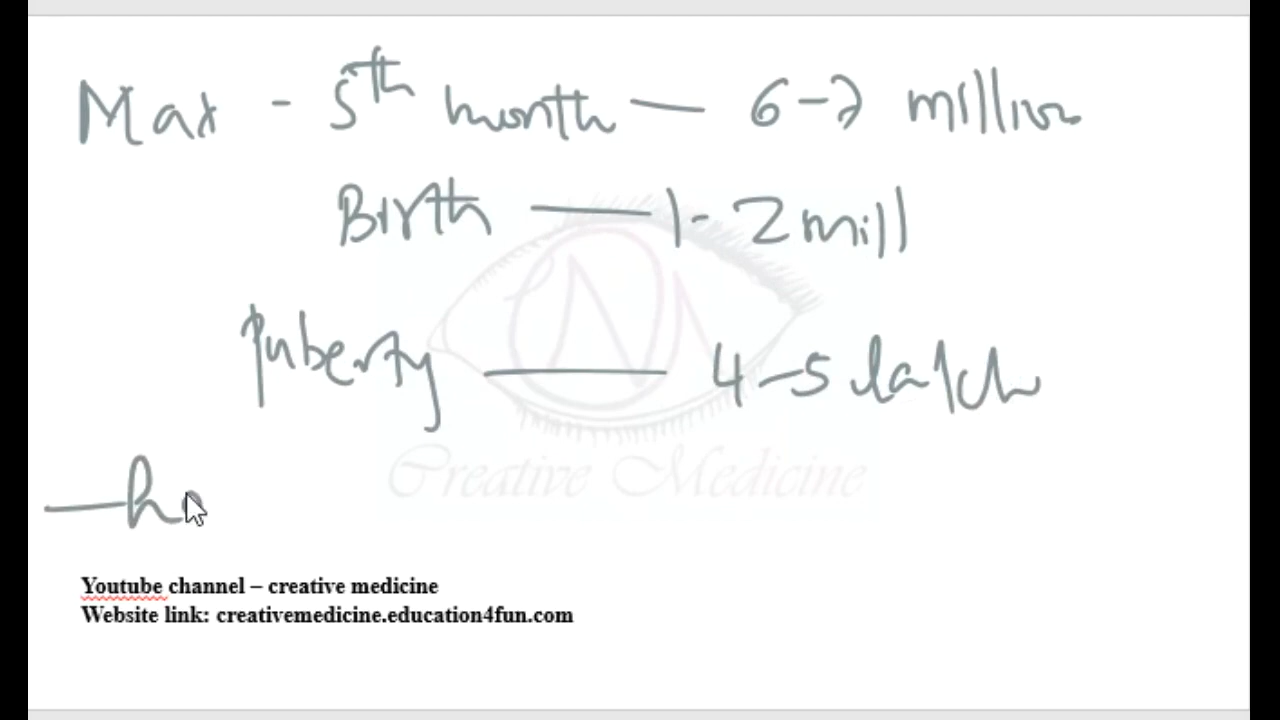 Max - 5th month — 6-7 million
Birth — 1-2 mill
Puberty — 4-5 lakh
Creative Medicine
Youtube channel – creative medicine
Website link: creativemedicine.education4fun.com